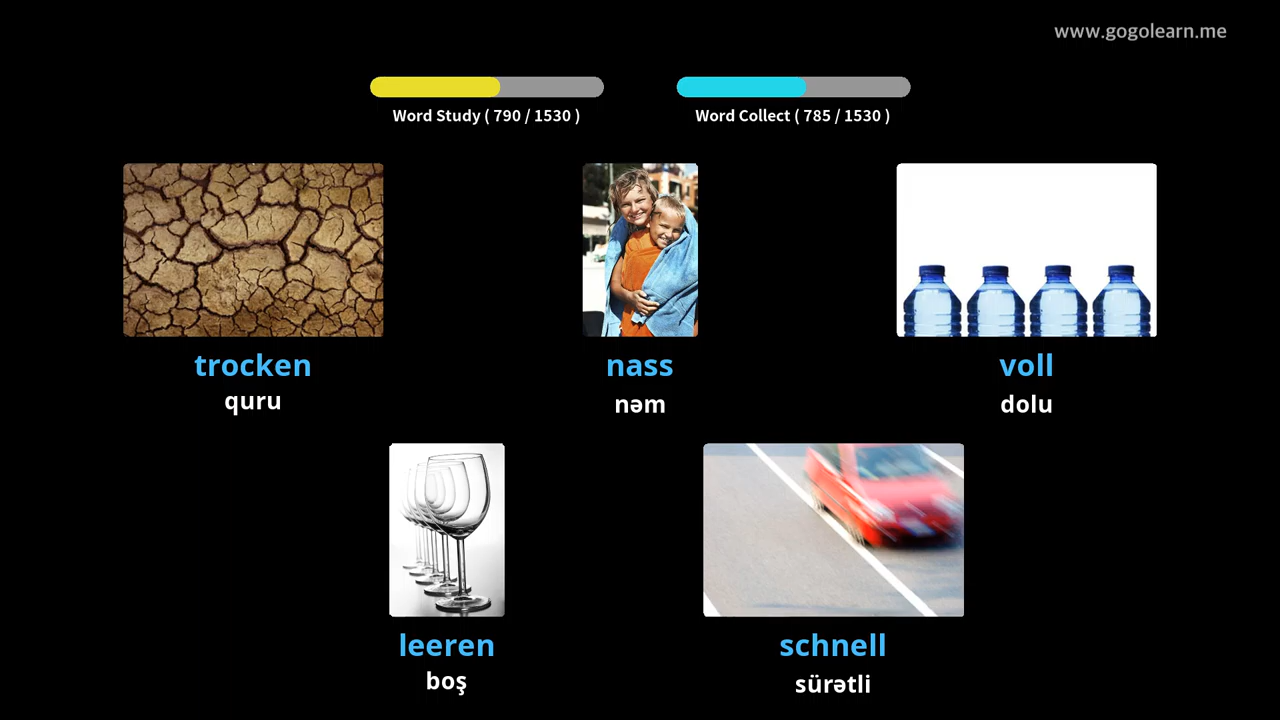 www.gogolearn.me
Word Study ( 790 / 1530 )
Word Collect ( 785 / 1530 )
trocken
quru
nass
nəm
voll
dolu
leeren
boş
schnell
sürətli